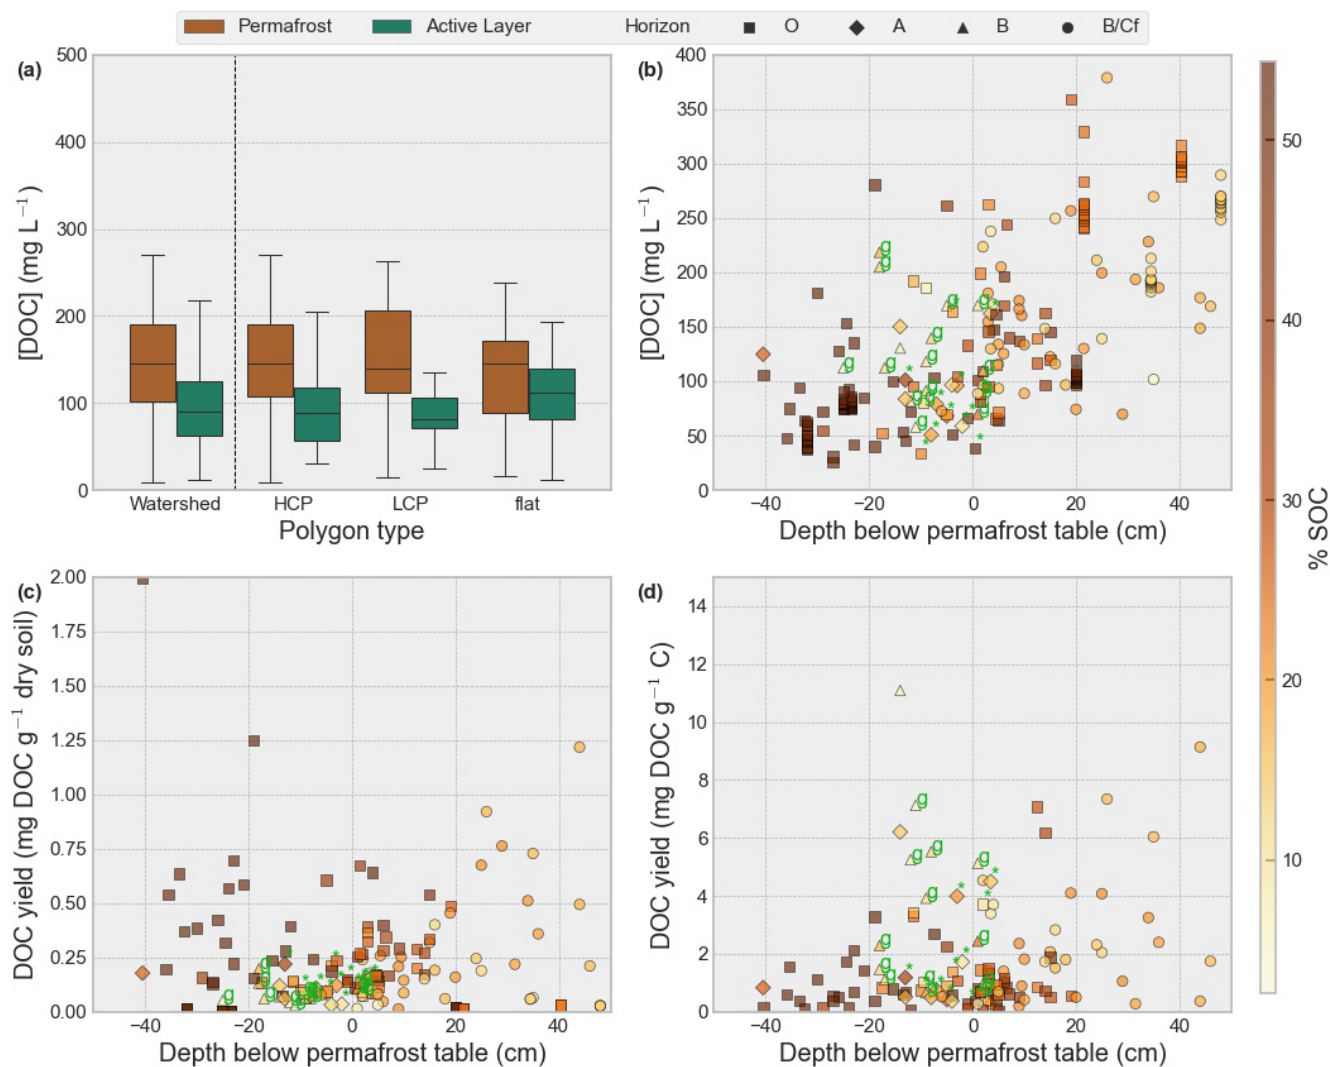 Permafrost Active Layer Horizon O A B B/Cf
(a)
500
400
300
200
100
0
[DOC] (mg L⁻¹)
Watershed HCP LCP flat
Polygon type
(b)
400
350
300
250
200
150
100
50
0
[DOC] (mg L⁻¹)
−40 −20 0 20 40
Depth below permafrost table (cm)
50
40
30
20
10
% SOC
(c)
2.00
1.75
1.50
1.25
1.00
0.75
0.50
0.25
0.00
DOC yield (mg DOC g⁻¹ dry soil)
−40 −20 0 20 40
Depth below permafrost table (cm)
(d)
14
12
10
8
6
4
2
0
DOC yield (mg DOC g⁻¹ C)
−40 −20 0 20 40
Depth below permafrost table (cm)